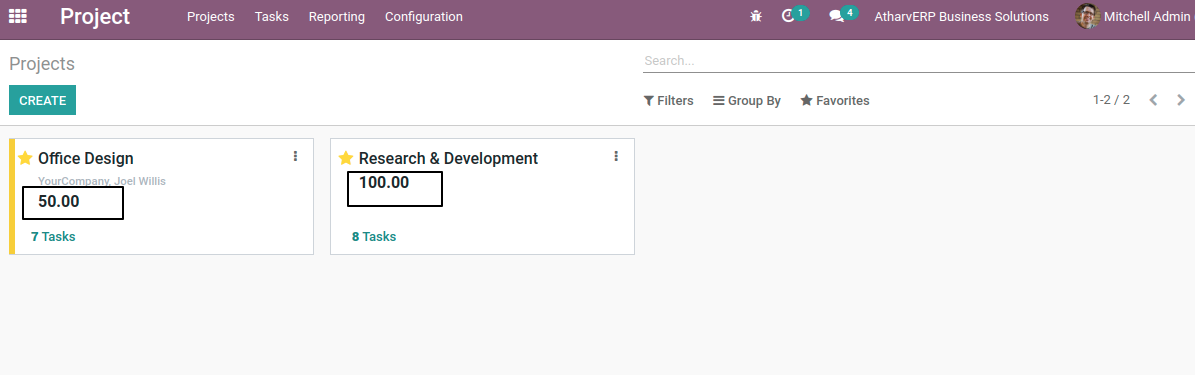 Project Projects Tasks Reporting Configuration 1 4 AtharvERP Business Solutions Mitchell Admin
Projects Search...
CREATE Filters Group By Favorites 1-2 / 2
Office Design
YourCompany, Joel Willis
50.00
7 Tasks
Research & Development
100.00
8 Tasks